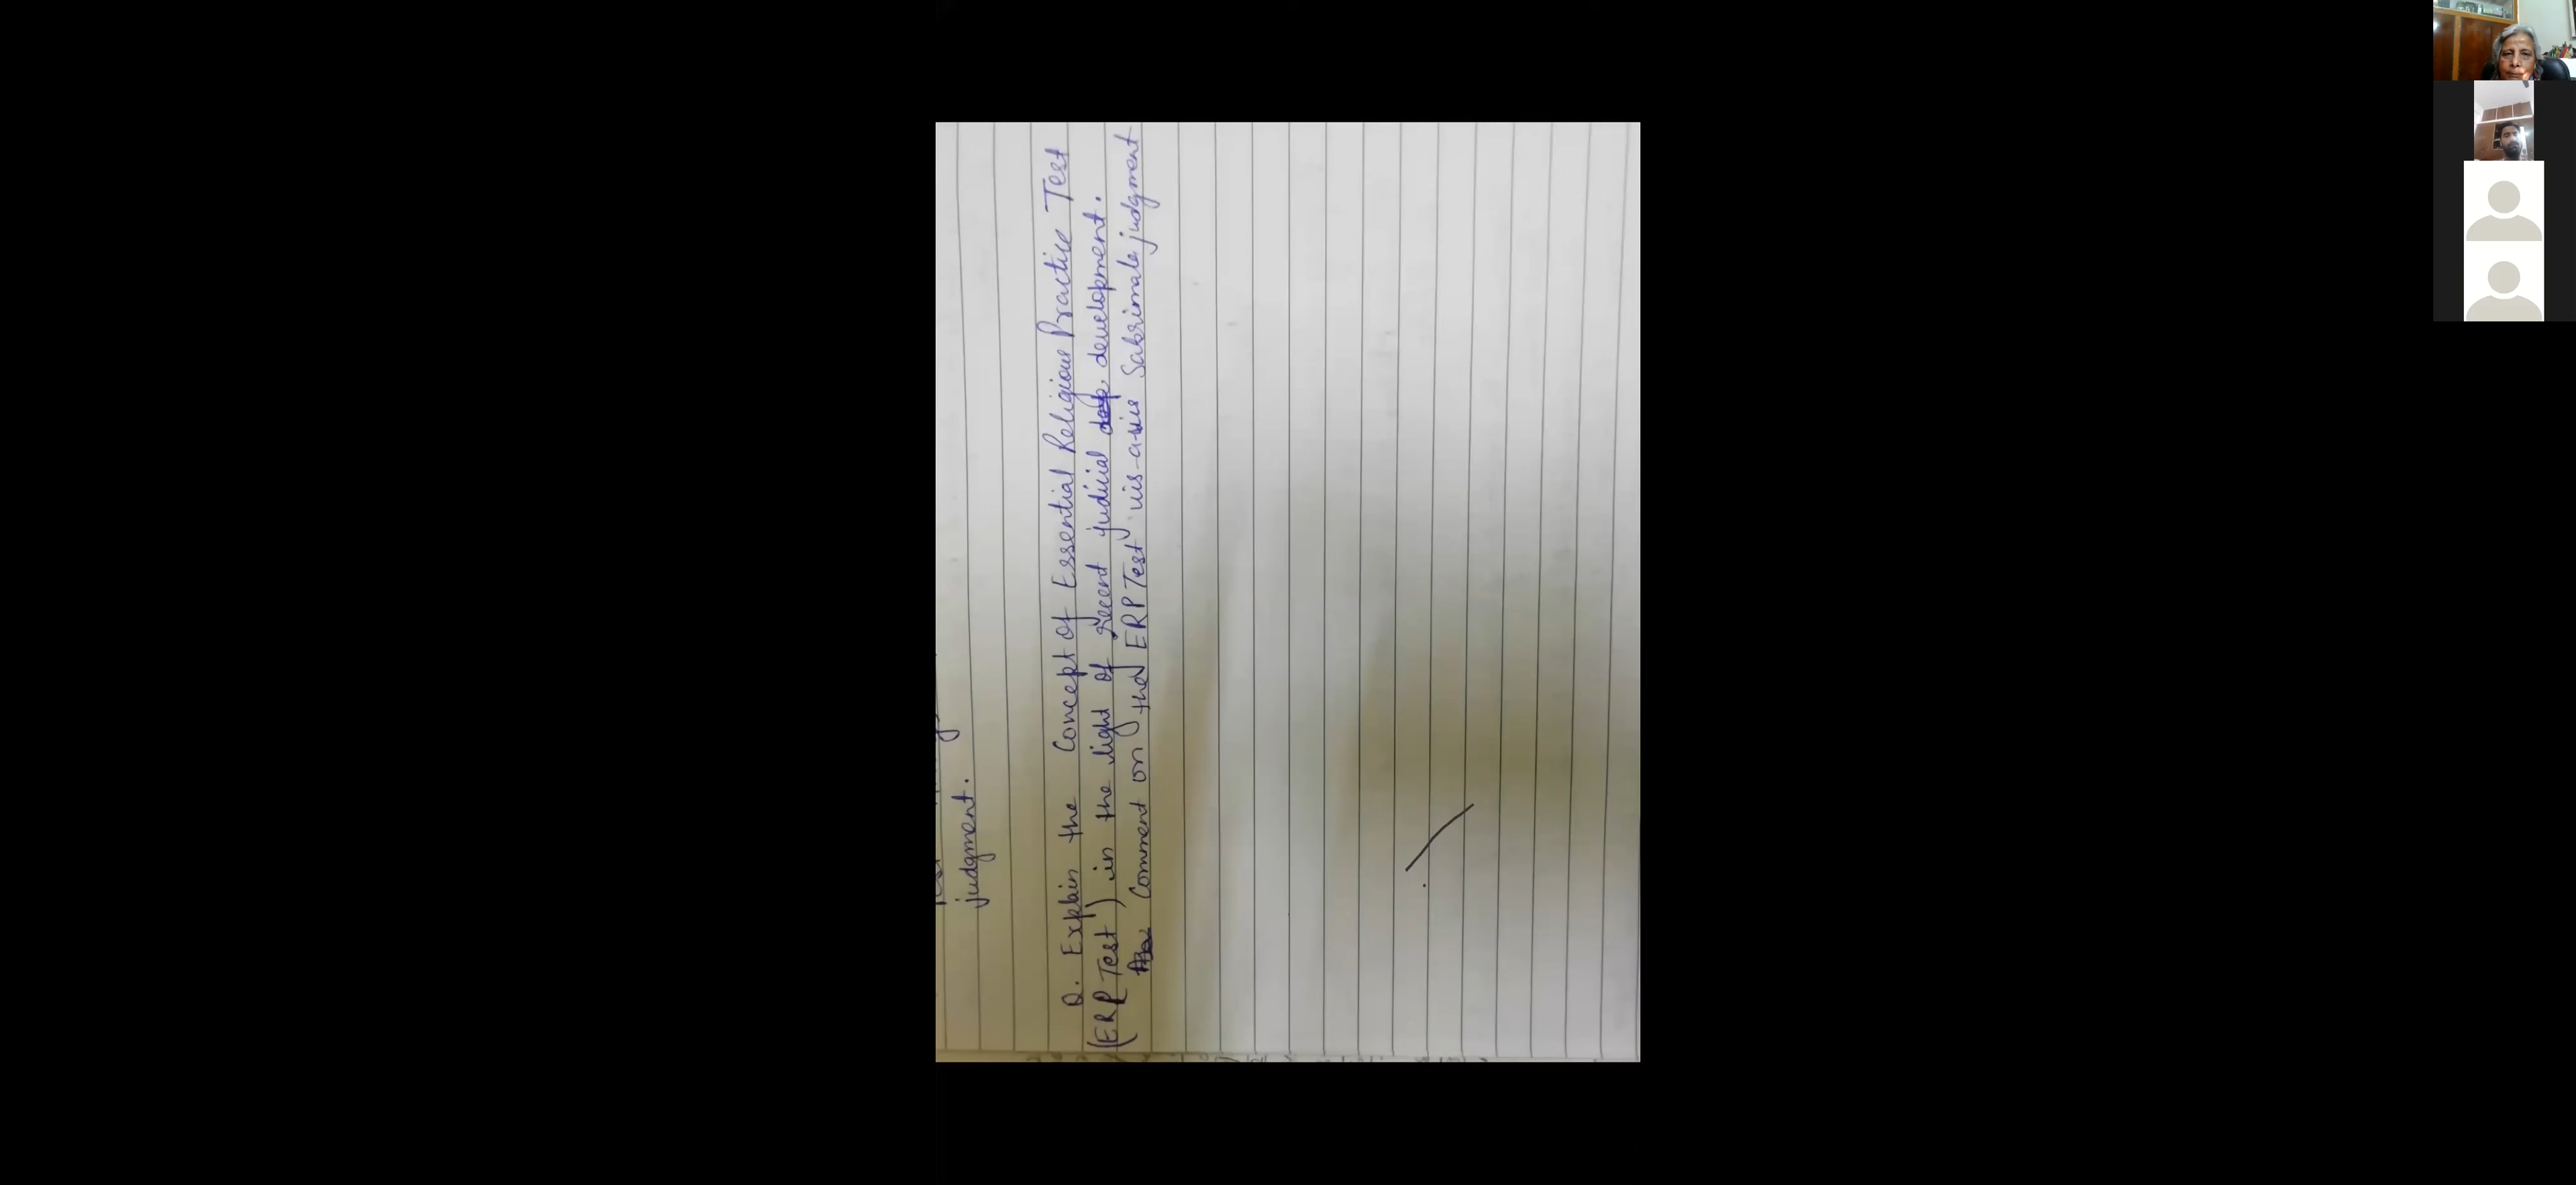 judgment.
Q. Explain the Concept of Essential Religious Practice Test
(ERP Test) in the light of recent judicial development.
Comment on the ERP Test vis-a-vis Sabrimala judgment